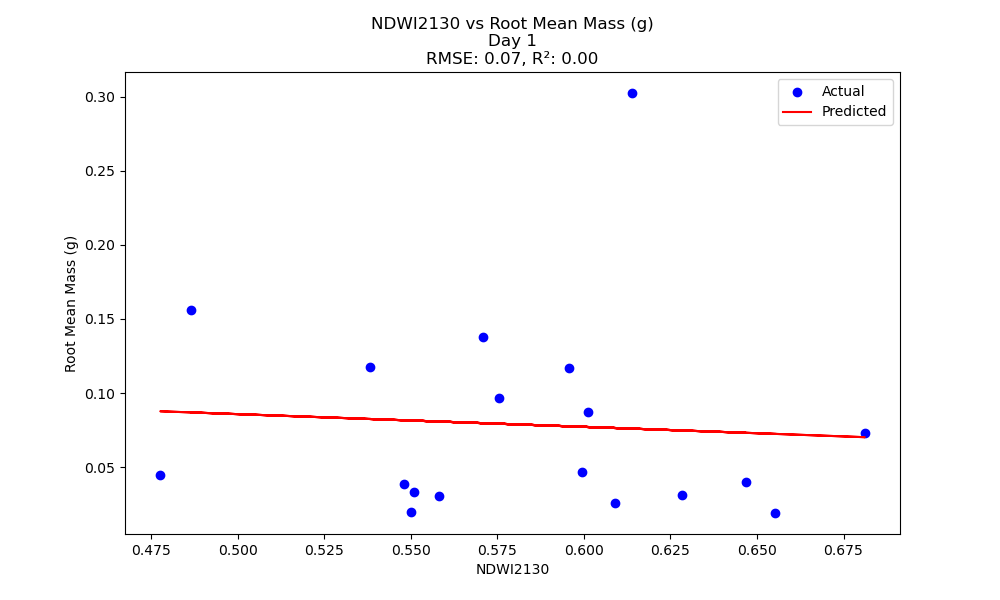 NDWI2130 vs Root Mean Mass (g)
Day 1
RMSE: 0.07, R²: 0.00
Actual
Predicted
Root Mean Mass (g)
0.30
0.25
0.20
0.15
0.10
0.05
0.475
0.500
0.525
0.550
0.575
0.600
0.625
0.650
0.675
NDWI2130